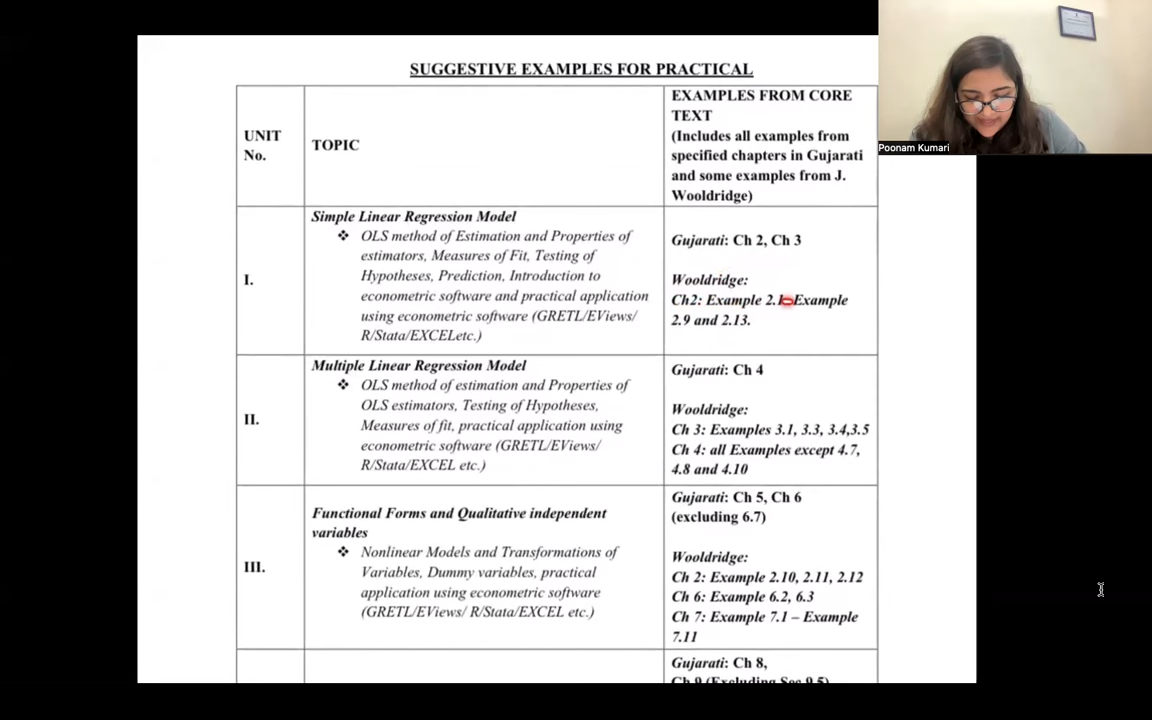 SUGGESTIVE EXAMPLES FOR PRACTICAL
UNIT
No.
TOPIC
EXAMPLES FROM CORE
TEXT
(Includes all examples from
specified chapters in Gujarati
and some examples from J.
Wooldridge)
I.
Simple Linear Regression Model
❖ OLS method of Estimation and Properties of
estimators, Measures of Fit, Testing of
Hypotheses, Prediction, Introduction to
econometric software and practical application
using econometric software (GRETL/EViews/
R/Stata/EXCELetc.)
Gujarati: Ch 2, Ch 3
Wooldridge:
Ch2: Example 2.1- Example
2.9 and 2.13.
II.
Multiple Linear Regression Model
❖ OLS method of estimation and Properties of
OLS estimators, Testing of Hypotheses,
Measures of fit, practical application using
econometric software (GRETL/EViews/
R/Stata/EXCEL etc.)
Gujarati: Ch 4
Wooldridge:
Ch 3: Examples 3.1, 3.3, 3.4,3.5
Ch 4: all Examples except 4.7,
4.8 and 4.10
III.
Functional Forms and Qualitative independent
variables
❖ Nonlinear Models and Transformations of
Variables, Dummy variables, practical
application using econometric software
(GRETL/EViews/ R/Stata/EXCEL etc.)
Gujarati: Ch 5, Ch 6
(excluding 6.7)
Wooldridge:
Ch 2: Example 2.10, 2.11, 2.12
Ch 6: Example 6.2, 6.3
Ch 7: Example 7.1 – Example
7.11
Gujarati: Ch 8,
Ch 9 (Excluding Sec 9.5)
Poonam Kumari